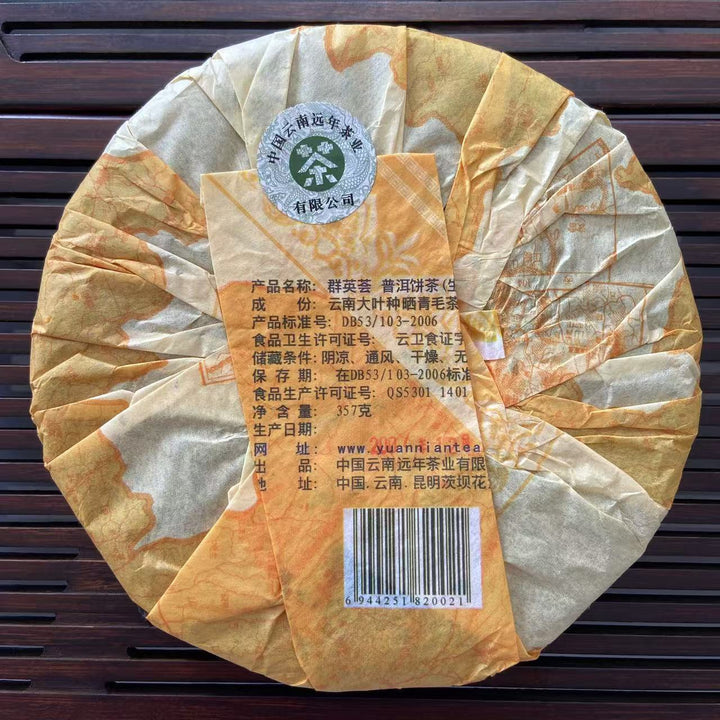 中国云南远年茶业
茶
有限公司
产品名称: 群英荟 普洱饼茶(生
成 份: 云南大叶种晒青毛茶
产品标准号: DB53/103-2006
食品卫生许可证号: 云卫食证字
储藏条件: 阴凉、通风、干燥、无
保 存 期: 在DB53/103-2006标准
食品生产许可证号: QS5301 1401
净 含 量: 357克
生产日期:
网 址: www.yuanniantea
出 品: 中国云南远年茶业有限
地 址: 中国.云南.昆明茨坝花
6 944251 820021